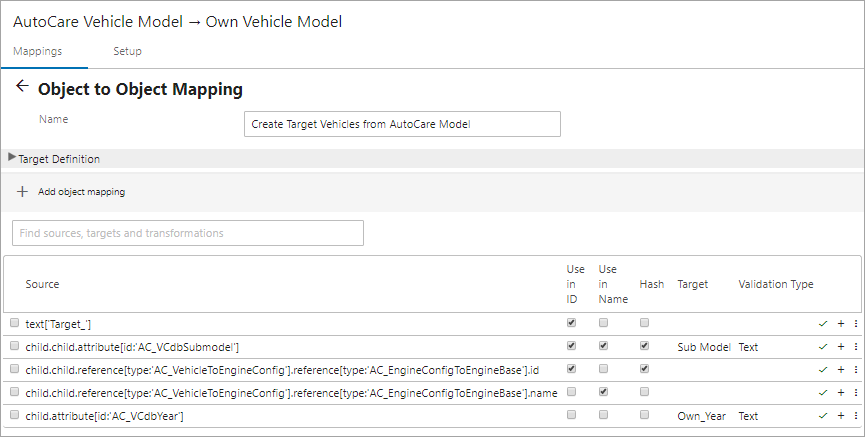 AutoCare Vehicle Model → Own Vehicle Model
Mappings Setup
← Object to Object Mapping
Name Create Target Vehicles from AutoCare Model
Target Definition
+ Add object mapping
Find sources, targets and transformations
Source Use in ID Use in Name Hash Target Validation Type
text['Target_']
child.child.attribute[id:'AC_VCdbSubmodel'] Sub Model Text
child.child.reference[type:'AC_VehicleToEngineConfig'].reference[type:'AC_EngineConfigToEngineBase'].id
child.child.reference[type:'AC_VehicleToEngineConfig'].reference[type:'AC_EngineConfigToEngineBase'].name
child.attribute[id:'AC_VCdbYear'] Own_Year Text